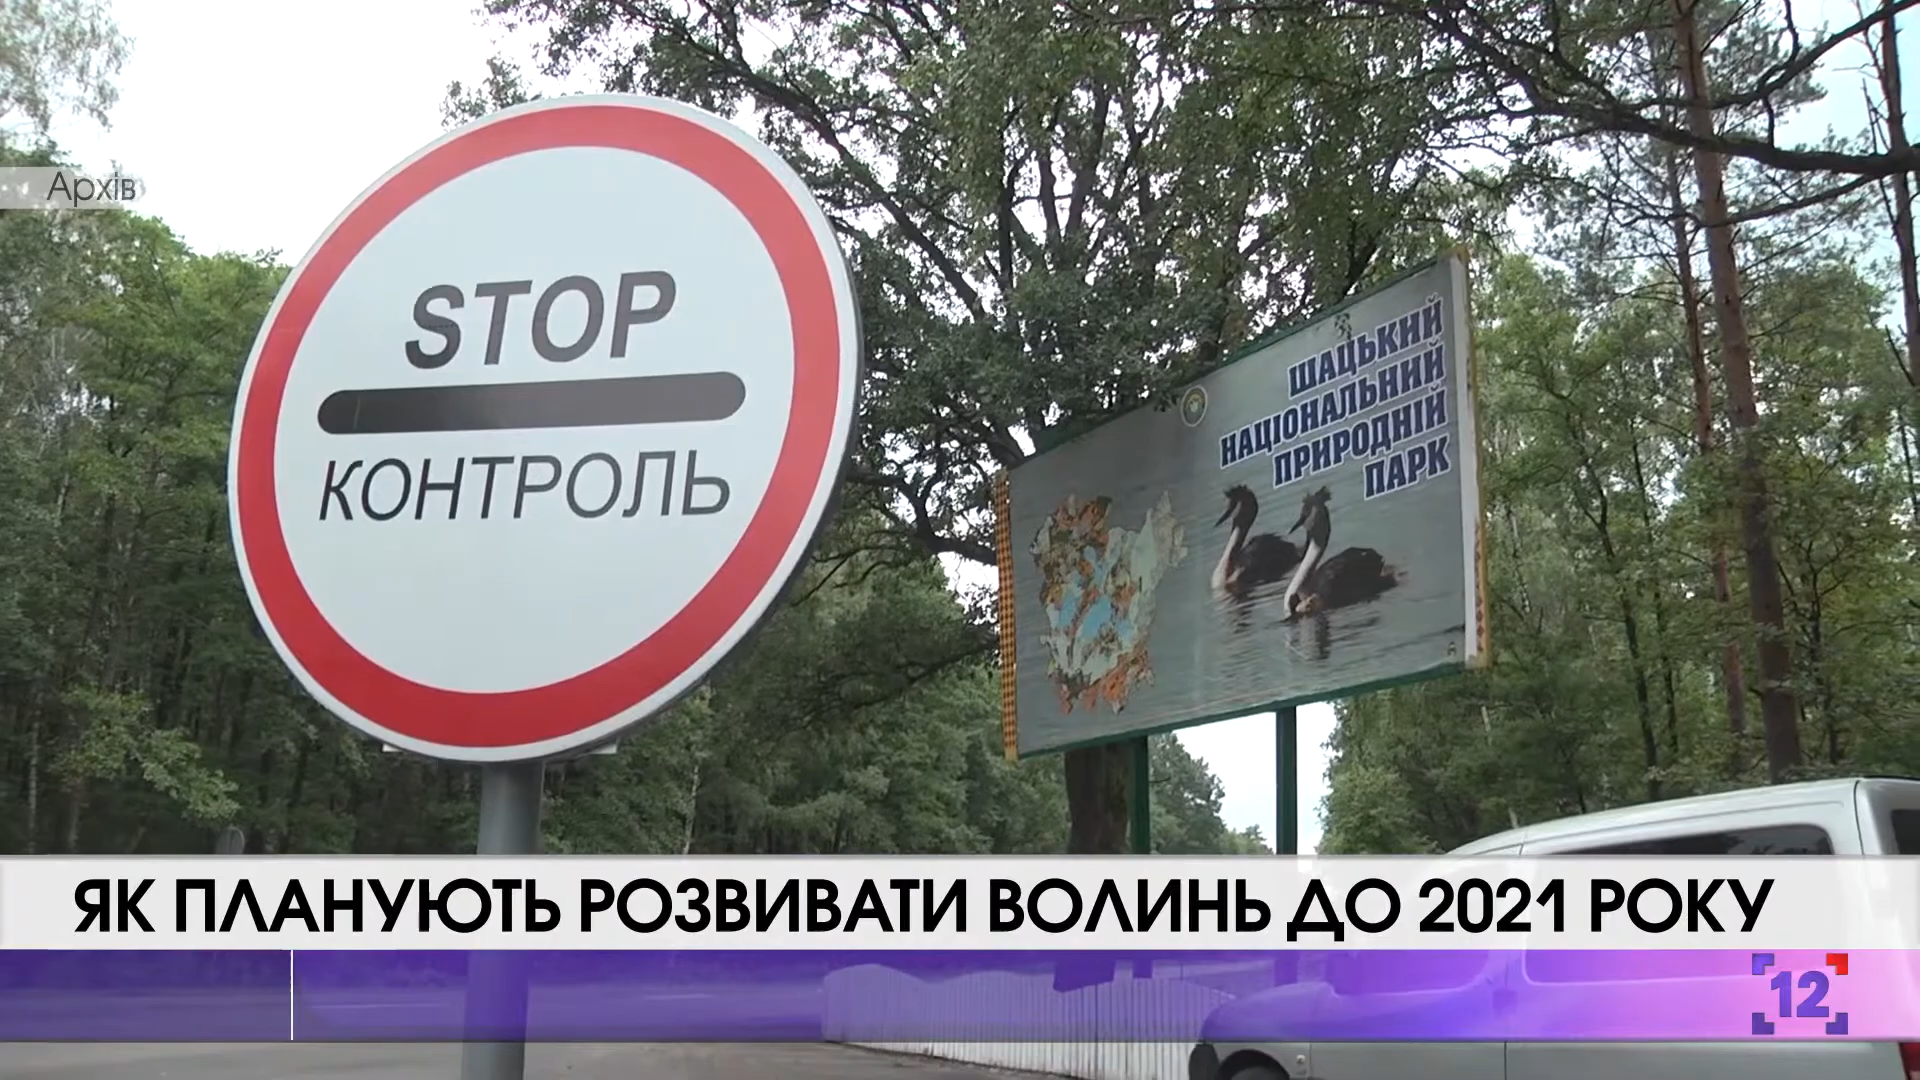 Архів
STOP
КОНТРОЛЬ
ШАЦЬКИЙ
НАЦІОНАЛЬНИЙ
ПРИРОДНІЙ
ПАРК
ЯК ПЛАНУЮТЬ РОЗВИВАТИ ВОЛИНЬ ДО 2021 РОКУ
12